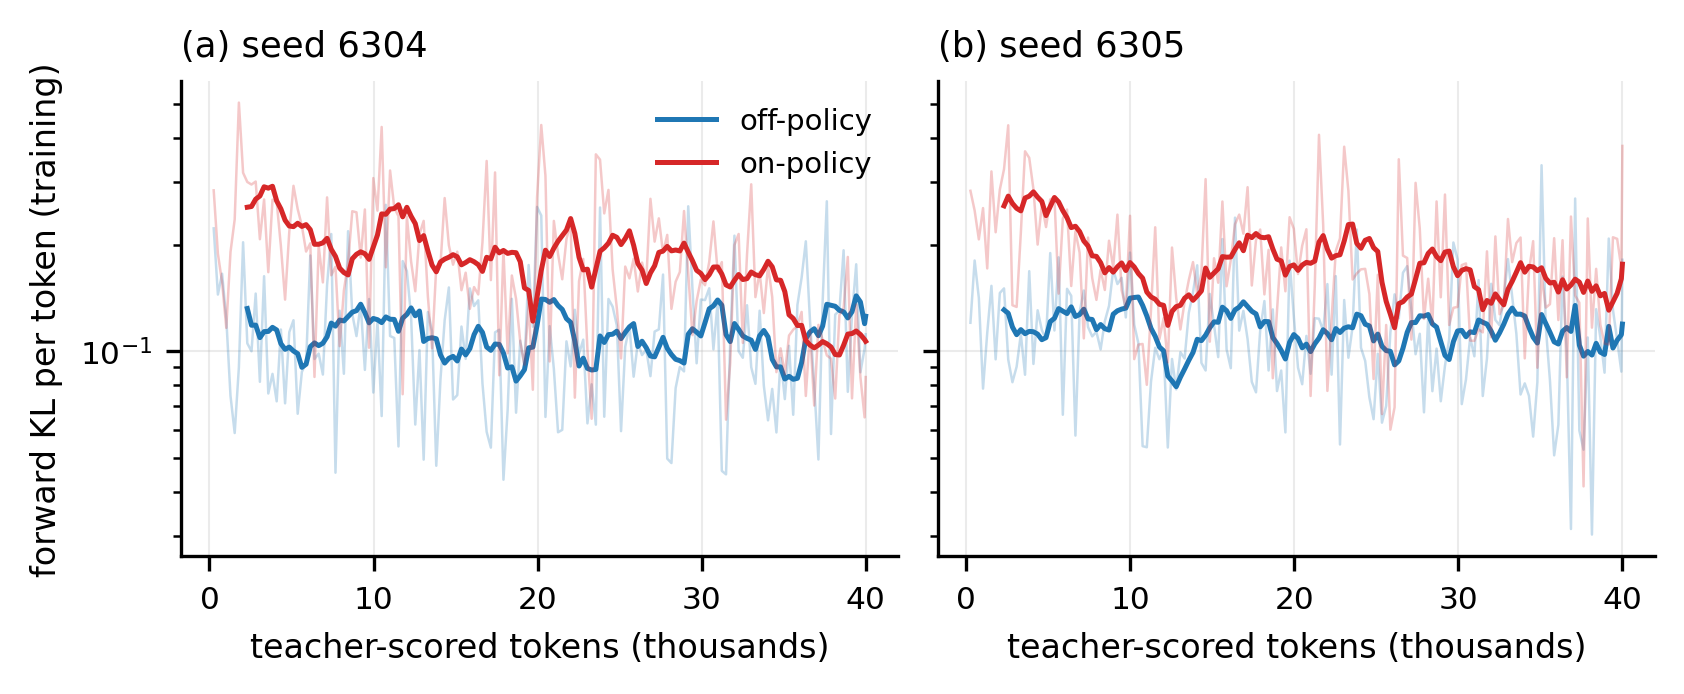 (a) seed 6304
(b) seed 6305
forward KL per token (training)
off-policy
on-policy
10⁻¹
0 10 20 30 40
0 10 20 30 40
teacher-scored tokens (thousands)
teacher-scored tokens (thousands)